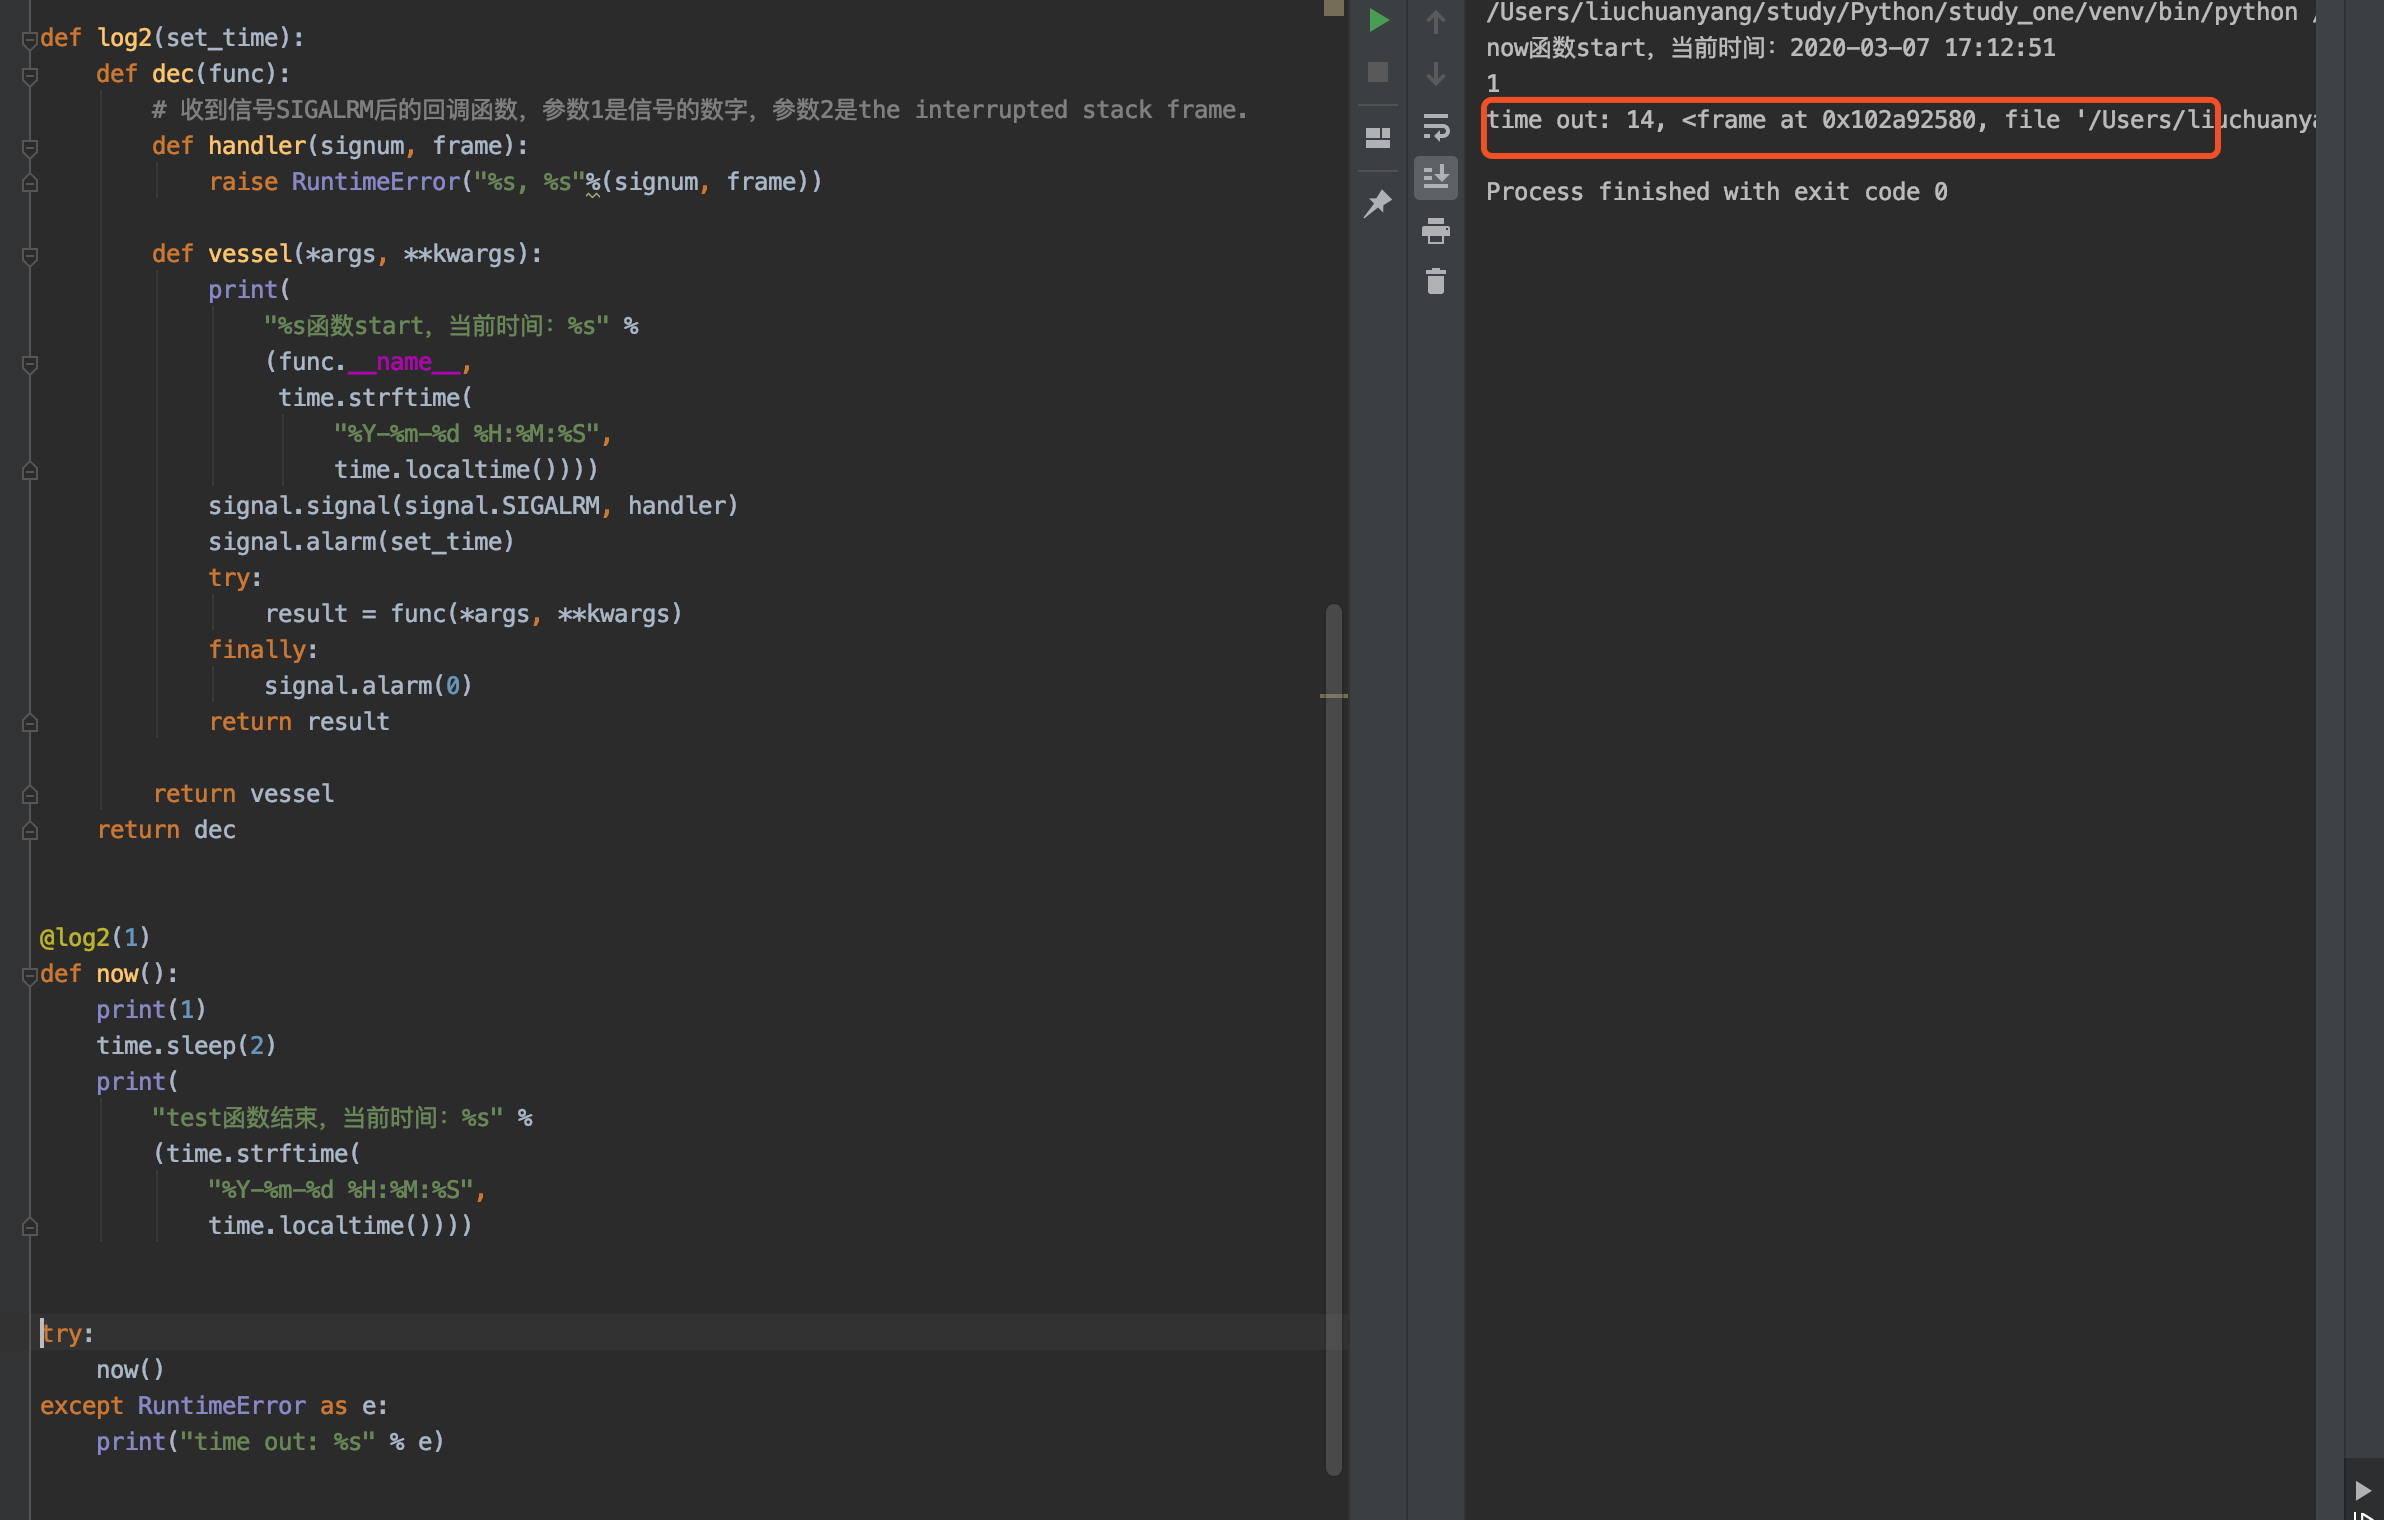 def log2(set_time):
    def dec(func):
        # 收到信号SIGALRM后的回调函数，参数1是信号的数字，参数2是the interrupted stack frame.
        def handler(signum, frame):
            raise RuntimeError("%s, %s"%(signum, frame))
        def vessel(*args, **kwargs):
            print(
                "%s函数start，当前时间：%s" %
                (func.__name__,
                 time.strftime(
                     "%Y-%m-%d %H:%M:%S",
                     time.localtime())))
            signal.signal(signal.SIGALRM, handler)
            signal.alarm(set_time)
            try:
                result = func(*args, **kwargs)
            finally:
                signal.alarm(0)
            return result
        return vessel
    return dec
@log2(1)
def now():
    print(1)
    time.sleep(2)
    print(
        "test函数结束，当前时间：%s" %
        (time.strftime(
            "%Y-%m-%d %H:%M:%S",
            time.localtime())))
try:
    now()
except RuntimeError as e:
    print("time out: %s" % e)
/Users/liuchuanyang/study/Python/study_one/venv/bin/python /
now函数start，当前时间：2020-03-07 17:12:51
1
time out: 14, <frame at 0x102a92580, file '/Users/liuchuanya
Process finished with exit code 0